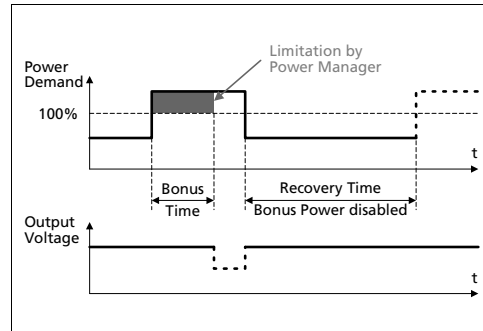 Limitation by
Power Manager
Power
Demand
100%
t
Bonus
Time
Recovery Time
Bonus Power disabled
Output
Voltage
t